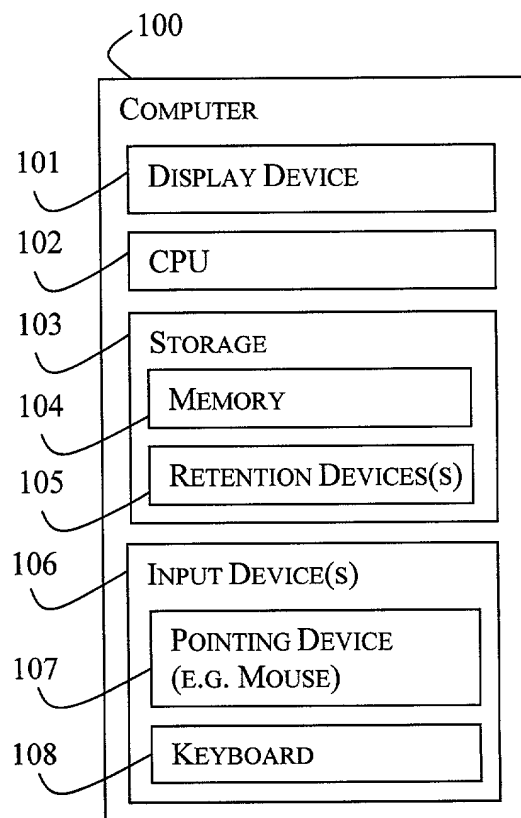 100
COMPUTER
101
DISPLAY DEVICE
102
CPU
103
STORAGE
104
MEMORY
105
RETENTION DEVICES(S)
106
INPUT DEVICE(S)
107
POINTING DEVICE
(E.G. MOUSE)
108
KEYBOARD